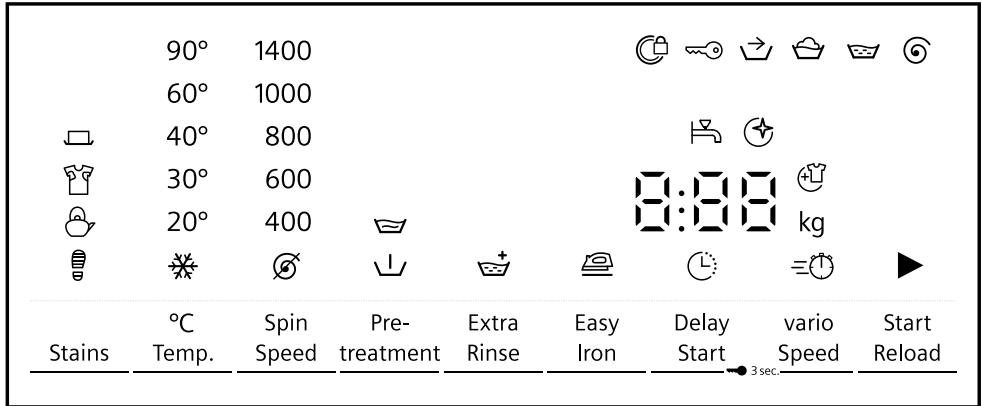 90° 1400
60° 1000
40° 800
30° 600
20° 400 8:88 kg
°C Spin Pre- Extra Easy Delay vario Start
Stains Temp. Speed treatment Rinse Iron Start Speed Reload
3 sec.